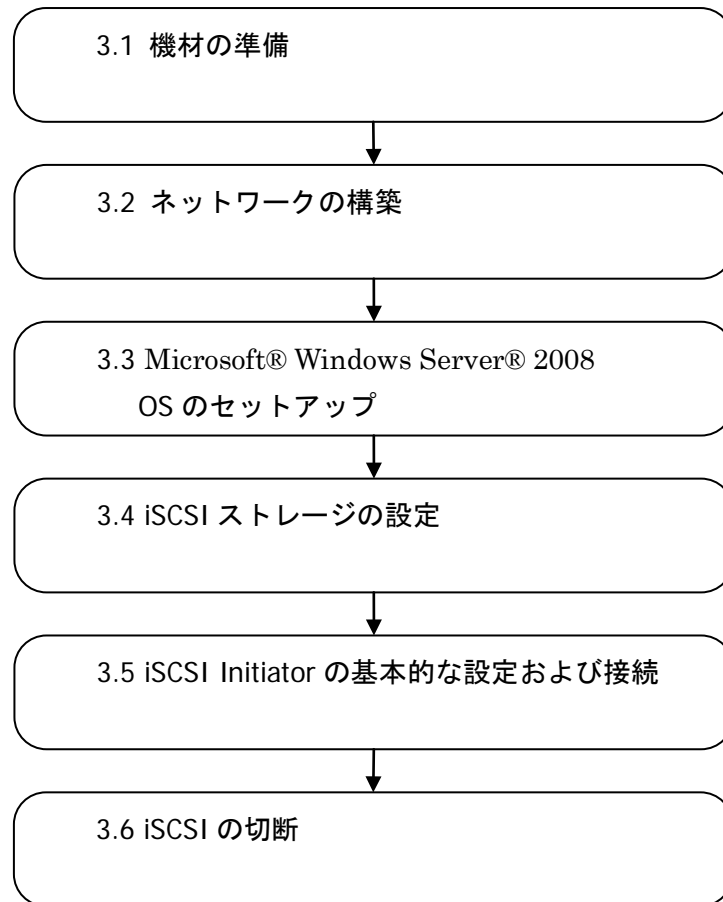 3.1 機材の準備
3.2 ネットワークの構築
3.3 Microsoft® Windows Server® 2008
OS のセットアップ
3.4 iSCSI ストレージの設定
3.5 iSCSI Initiator の基本的な設定および接続
3.6 iSCSI の切断